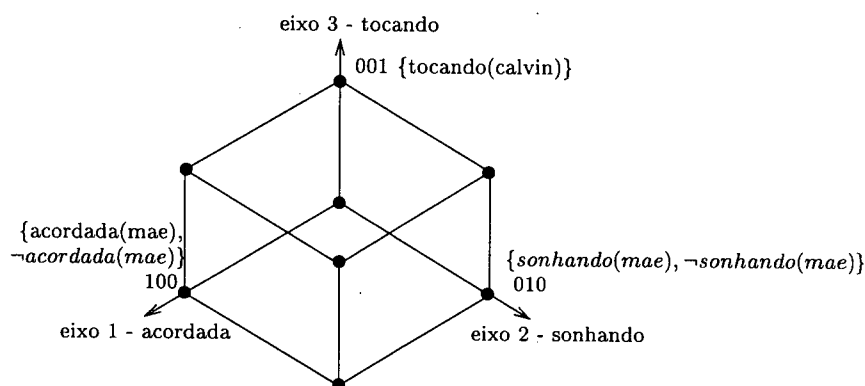 eixo 3 - tocando
001 {tocando(calvin)}
{acordada(mae),
¬acordada(mae)}
100
{sonhando(mae), ¬sonhando(mae)}
010
eixo 1 - acordada
eixo 2 - sonhando